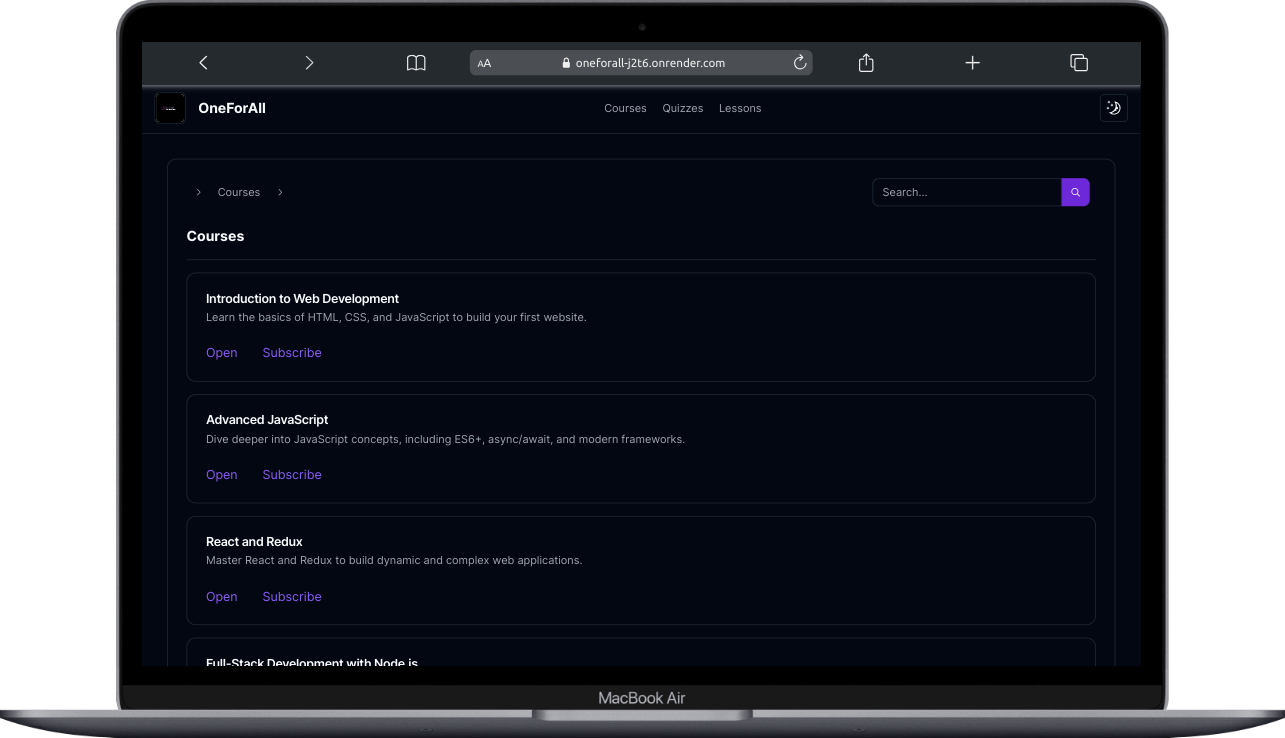 AA
oneforall-j2t6.onrender.com
OneForAll
Courses Quizzes Lessons
Courses
Search...
Courses
Introduction to Web Development
Learn the basics of HTML, CSS, and JavaScript to build your first website.
Open Subscribe
Advanced JavaScript
Dive deeper into JavaScript concepts, including ES6+, async/await, and modern frameworks.
Open Subscribe
React and Redux
Master React and Redux to build dynamic and complex web applications.
Open Subscribe
Full-Stack Development with Node.js
MacBook Air